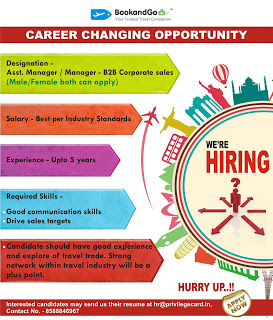 BookandGo
Your Trusted Travel Companion
CAREER CHANGING OPPORTUNITY
Designation -
Asst. Manager / Manager - B2B Corporate sales
(Male/Female both can apply)
Salary - Best per Industry Standards
Experience - Upto 5 years
Required Skills -
Good communication skills
Drive sales targets
Candidate should have good experience
and explore of travel trade. Strong
network within travel industry will be a
plus point.
WE'RE
HIRING
HURRY UP..!!
APPLY
NOW
Interested candidates may send us their resume at hr@privilegecard.in,
Contact No. - 8588846967